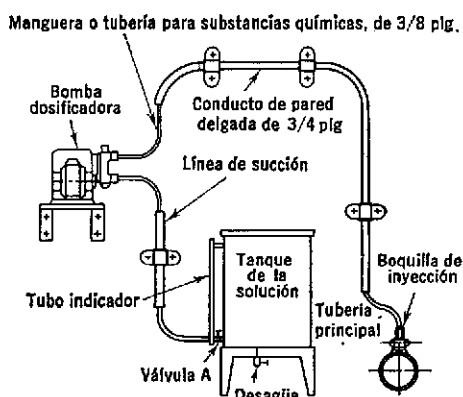 Manguera o tubería para substancias químicas, de 3/8 plg.
Bomba
dosificadora
Conducto de pared
delgada de 3/4 plg
Línea de succión
Tanque
de la
solución
Boquilla de
inyección
Tubo indicador
Tubería
principal
Válvula A
Desagüe